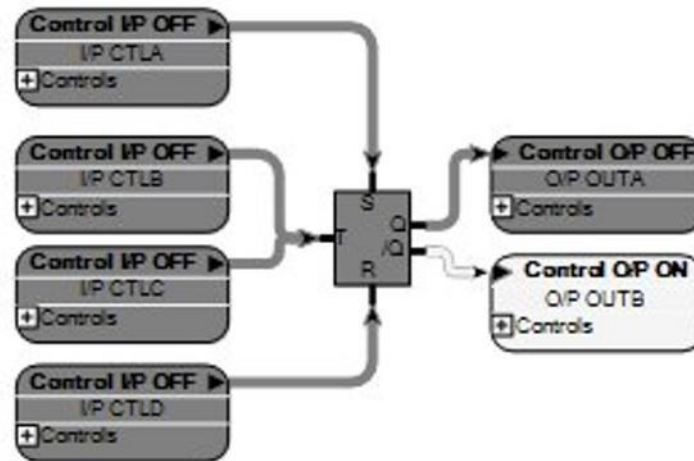 Control I/P OFF
I/P CTLA
Controls
Control I/P OFF
I/P CTLB
Controls
Control I/P OFF
I/P CTLC
Controls
Control I/P OFF
I/P CTLD
Controls
S
T
Q
/Q
R
Control O/P OFF
O/P OUTA
Controls
Control O/P ON
O/P OUTB
Controls